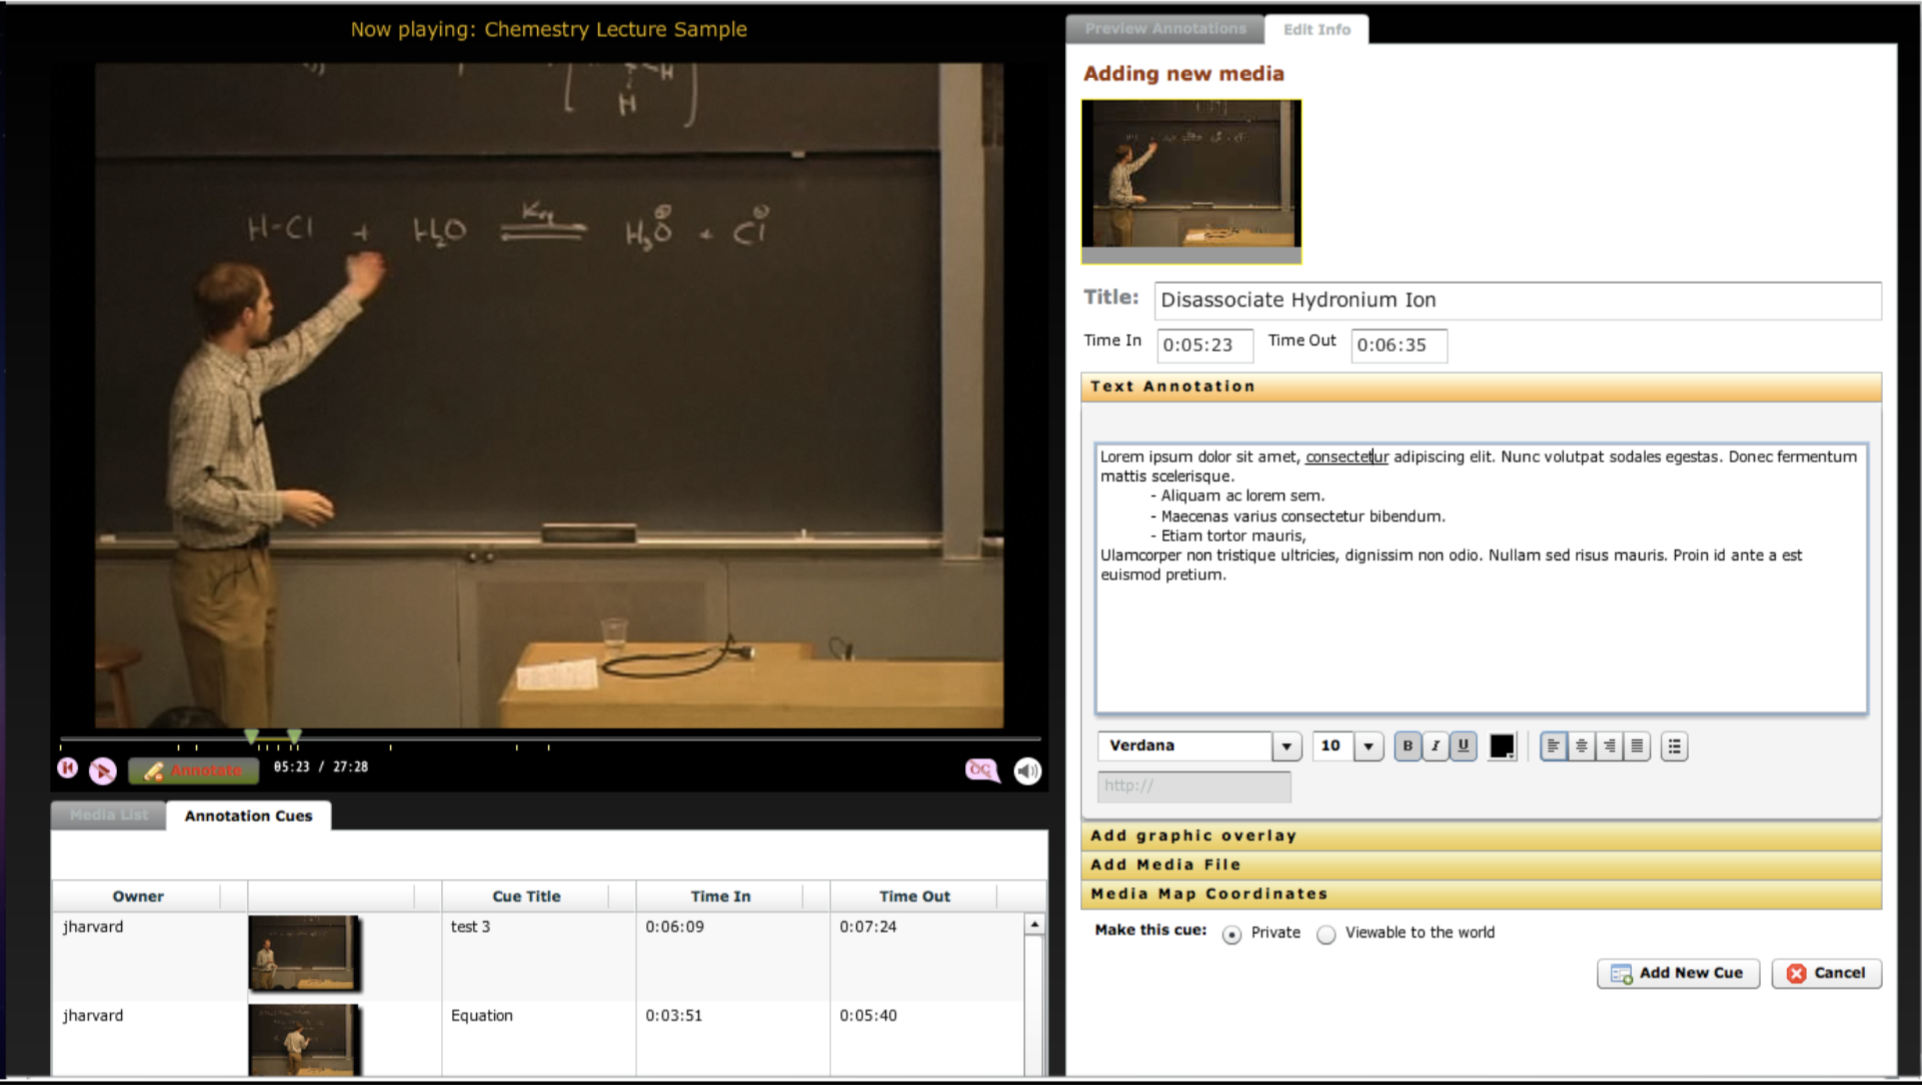 Now playing: Chemestry Lecture Sample
H
H
H-Cl + H2O Keq H3O⊕ + Cl⊖
05:23 / 27:28
Annotate
CC
Media List
Annotation Cues
Owner Cue Title Time In Time Out
jharvard test 3 0:06:09 0:07:24
jharvard Equation 0:03:51 0:05:40
Preview Annotations
Edit Info
Adding new media
Title: Disassociate Hydronium Ion
Time In 0:05:23 Time Out 0:06:35
Text Annotation
Lorem ipsum dolor sit amet, consectetur adipiscing elit. Nunc volutpat sodales egestas. Donec fermentum
mattis scelerisque.
- Aliquam ac lorem sem.
- Maecenas varius consectetur bibendum.
- Etiam tortor mauris,
Ulamcorper non tristique ultricies, dignissim non odio. Nullam sed risus mauris. Proin id ante a est
euismod pretium.
Verdana 10 B I U
http://
Add graphic overlay
Add Media File
Media Map Coordinates
Make this cue: Private Viewable to the world
Add New Cue Cancel